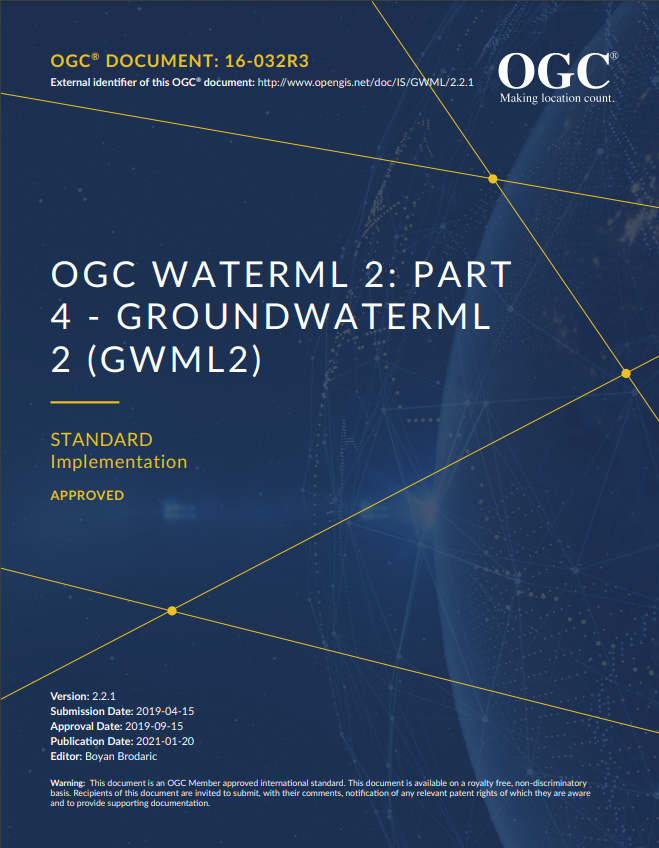 OGC® DOCUMENT: 16-032R3
External identifier of this OGC® document: http://www.opengis.net/doc/IS/GWML/2.2.1
OGC®
Making location count.
OGC WATERML 2: PART
4 - GROUNDWATERML
2 (GWML2)
STANDARD
Implementation
APPROVED
Version: 2.2.1
Submission Date: 2019-04-15
Approval Date: 2019-09-15
Publication Date: 2021-01-20
Editor: Boyan Brodaric
Warning: This document is an OGC Member approved international standard. This document is available on a royalty free, non-discriminatory
basis. Recipients of this document are invited to submit, with their comments, notification of any relevant patent rights of which they are aware
and to provide supporting documentation.